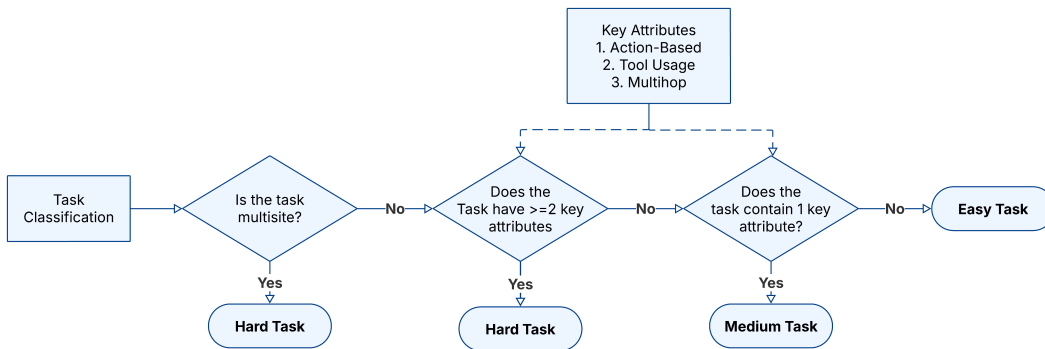 Key Attributes
1. Action-Based
2. Tool Usage
3. Multihop
Task
Classification
Is the task
multisite?
No
Does the
Task have >=2 key
attributes
No
Does the
task contain 1 key
attribute?
No
Easy Task
Yes
Yes
Yes
Hard Task
Hard Task
Medium Task